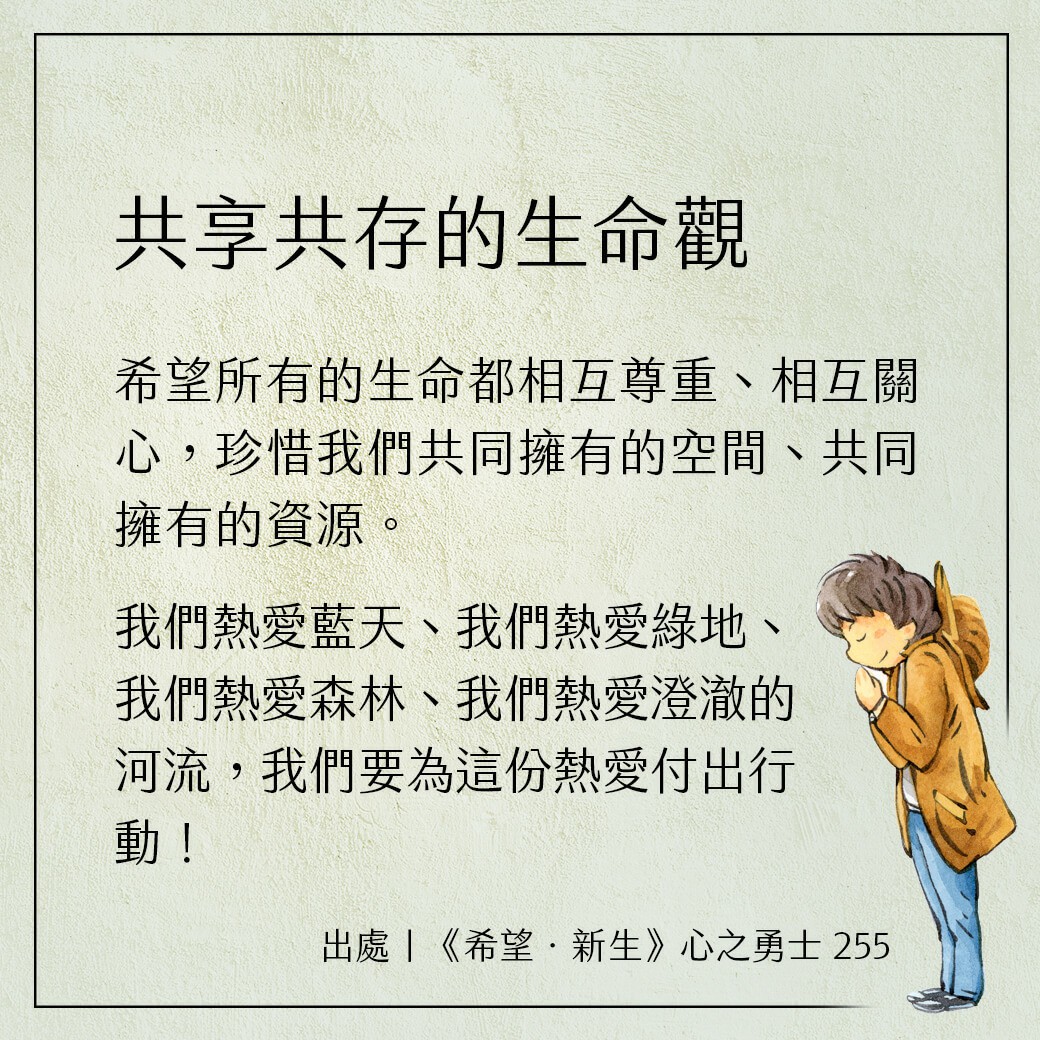 共享共存的生命觀
希望所有的生命都相互尊重、相互關
心，珍惜我們共同擁有的空間、共同
擁有的資源。
我們熱愛藍天、我們熱愛綠地、
我們熱愛森林、我們熱愛澄澈的
河流，我們要為這份熱愛付出行
動！
出處｜《希望．新生》心之勇士 255